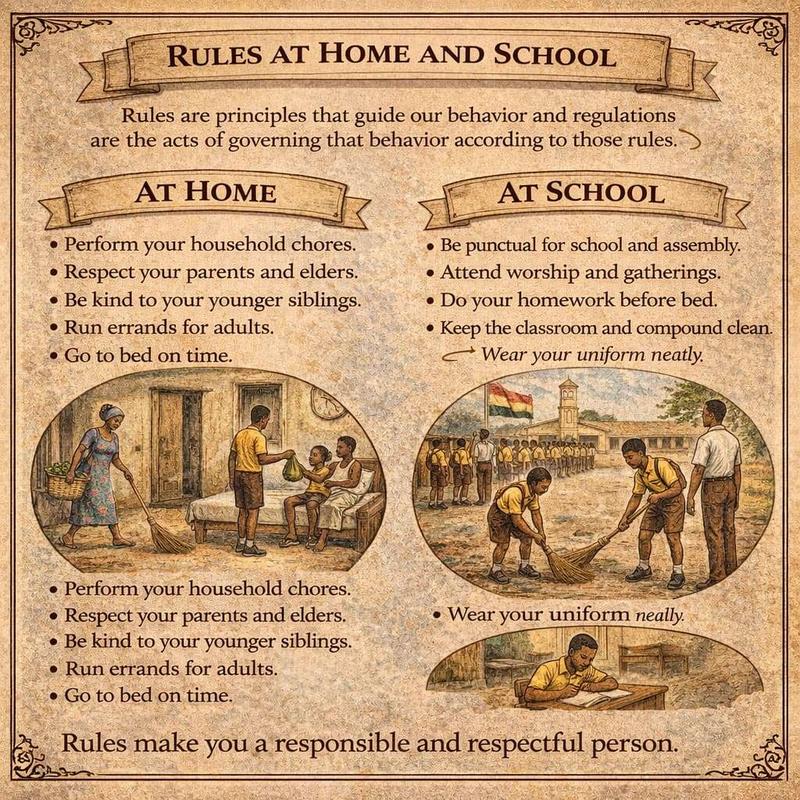 RULES AT HOME AND SCHOOL
Rules are principles that guide our behavior and regulations
are the acts of governing that behavior according to those rules.
AT HOME
• Perform your household chores.
• Respect your parents and elders.
• Be kind to your younger siblings.
• Run errands for adults.
• Go to bed on time.
AT SCHOOL
• Be punctual for school and assembly.
• Attend worship and gatherings.
• Do your homework before bed.
• Keep the classroom and compound clean.
Wear your uniform neatly.
• Perform your household chores.
• Respect your parents and elders.
• Be kind to your younger siblings.
• Run errands for adults.
• Go to bed on time.
• Wear your uniform neally.
Rules make you a responsible and respectful person.